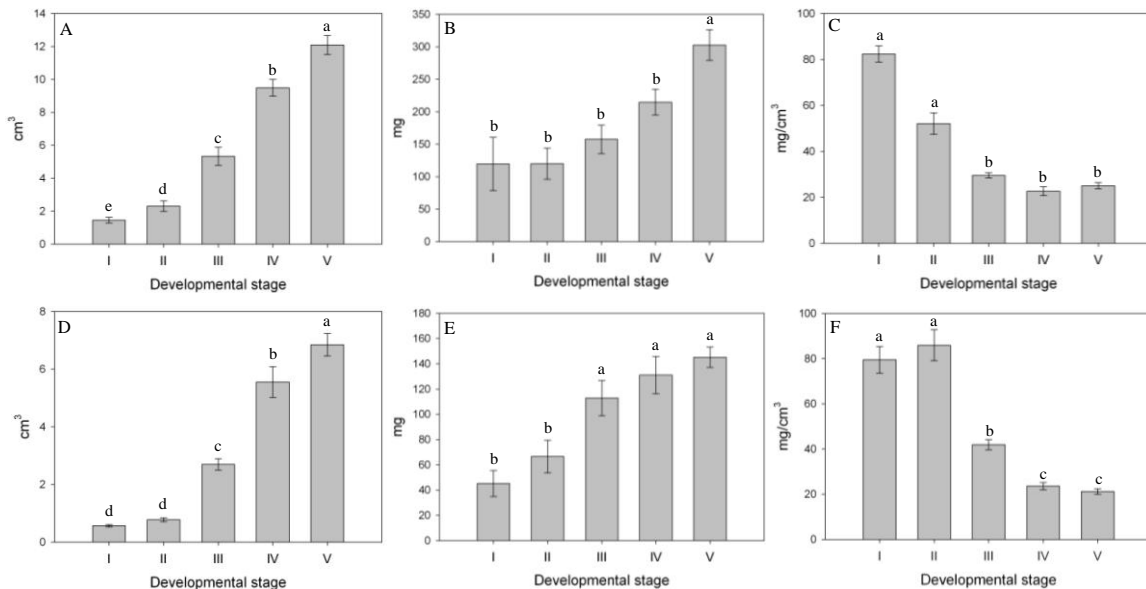 A
cm³
14
12
10
8
6
4
2
0
e
d
c
b
a
I II III IV V
Developmental stage
B
mg
350
300
250
200
150
100
50
0
b
b
b
b
a
I II III IV V
Developmental stage
C
mg/cm³
100
80
60
40
20
0
a
a
b
b
b
I II III IV V
Developmental stage
D
cm³
8
6
4
2
0
d
d
c
b
a
I II III IV V
Developmental stage
E
mg
180
160
140
120
100
80
60
40
20
0
b
b
a
a
a
I II III IV V
Developmental stage
F
mg/cm³
100
80
60
40
20
0
a
a
b
c
c
I II III IV V
Developmental stage